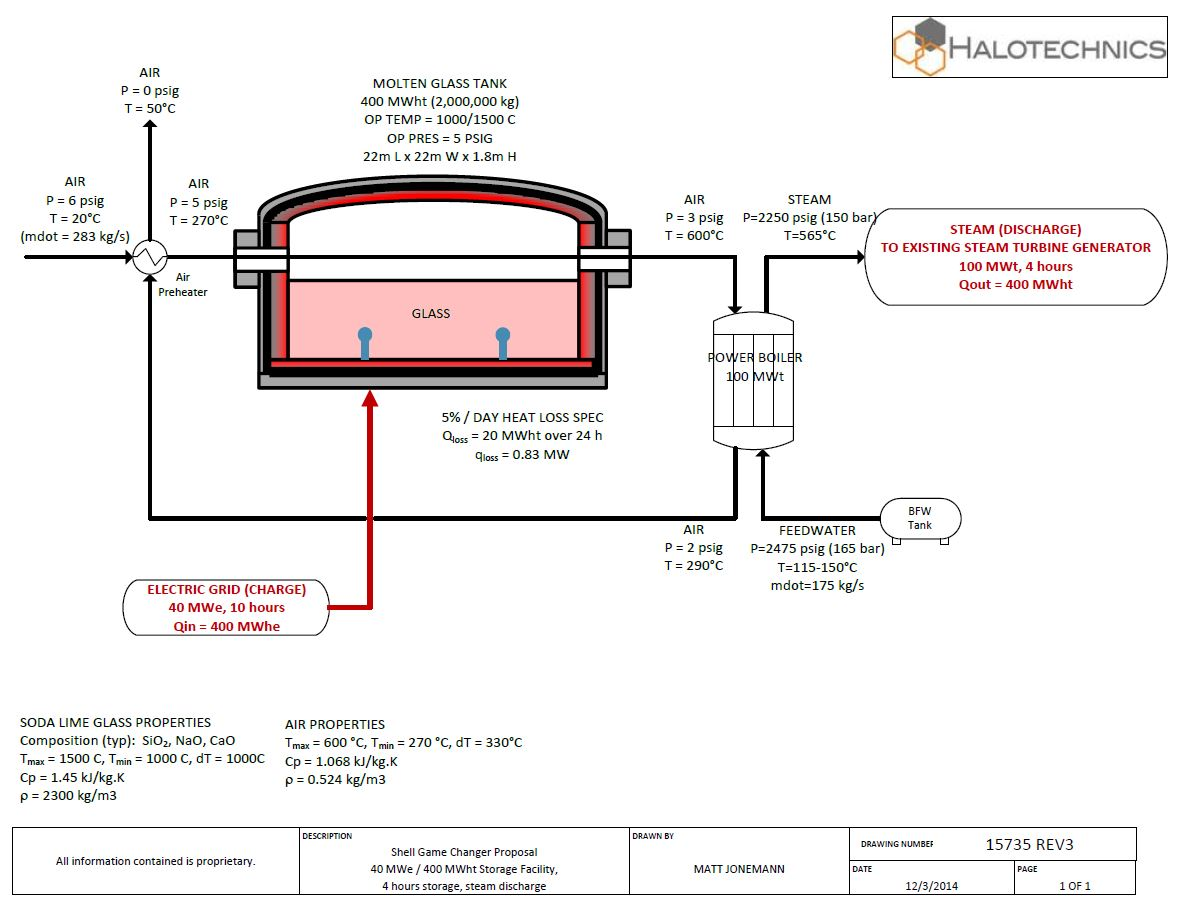 HALOTECHNICS
AIR
P = 0 psig
T = 50°C
MOLTEN GLASS TANK
400 MWht (2,000,000 kg)
OP TEMP = 1000/1500 C
OP PRES = 5 PSIG
22m L x 22m W x 1.8m H
AIR
P = 6 psig
T = 20°C
(mdot = 283 kg/s)
AIR
P = 5 psig
T = 270°C
Air
Preheater
AIR
P = 3 psig
T = 600°C
STEAM
P=2250 psig (150 bar)
T=565°C
STEAM (DISCHARGE)
TO EXISTING STEAM TURBINE GENERATOR
100 MWt, 4 hours
Qout = 400 MWht
GLASS
POWER BOILER
100 MWt
5% / DAY HEAT LOSS SPEC
Qloss = 20 MWht over 24 h
qloss = 0.83 MW
BFW
Tank
AIR
P = 2 psig
T = 290°C
FEEDWATER
P=2475 psig (165 bar)
T=115-150°C
mdot=175 kg/s
ELECTRIC GRID (CHARGE)
40 MWe, 10 hours
Qin = 400 MWhe
SODA LIME GLASS PROPERTIES
Composition (typ): SiO₂, NaO, CaO
Tmax = 1500 C, Tmin = 1000 C, dT = 1000C
Cp = 1.45 kJ/kg.K
ρ = 2300 kg/m3
AIR PROPERTIES
Tmax = 600 °C, Tmin = 270 °C, dT = 330°C
Cp = 1.068 kJ/kg.K
ρ = 0.524 kg/m3
All information contained is proprietary.
DESCRIPTION
Shell Game Changer Proposal
40 MWe / 400 MWht Storage Facility,
4 hours storage, steam discharge
DRAWN BY
MATT JONEMANN
DRAWING NUMBER
15735 REV3
DATE
12/3/2014
PAGE
1 OF 1